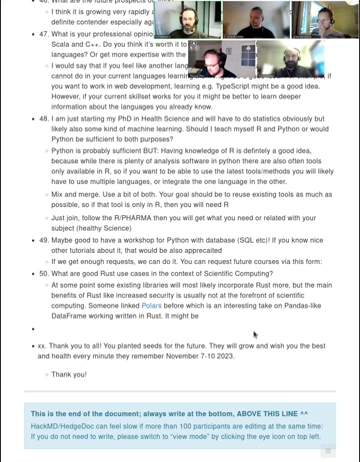 46. What are the future prospects of
I think it is growing very rapidly a
definite contender especially ag
47. What is your professional opinio
Scala and C++. Do you think it's worth it to
languages? Or get more expertise with the
I would say that if you feel like another lang
cannot do in your current languages learning
you want to work in web development, learning e.g. TypeScript might be a good idea.
However, if your current skillset works for you it might be better to learn deeper
information about the languages you already know.
48. I am just starting my PhD in Health Science and will have to do statistics obviously but
likely also some kind of machine learning. Should I teach myself R and Python or would
Python be sufficient to both purposes?
Python is probably sufficient BUT: Having knowledge of R is definetely a good idea,
because while there is plenty of analysis software in python there are also often tools
only available in R, so if you want to be able to use the latest tools/methods you will likely
have to use multiple languages, or integrate the one language in the other.
Mix and merge. Use a bit of both. Your goal should be to reuse existing tools as much as
possible, so if that tool is only in R, then you will need R
Just join, follow the R/PHARMA then you will get what you need or related with your
subject (healthy Science)
49. Maybe good to have a workshop for Python with database (SQL etc)! If you know nice
other tutorials about it, that would be also appreacited
If we get enough requests, we can do it. You can request future courses via this form:
50. What are good Rust use cases in the context of Scientific Computing?
At some point some existing libraries will most likely incorporate Rust more, but the main
benefits of Rust like increased security is usually not at the forefront of scientific
computing. Someone linked Polars before which is an interesting take on Pandas-like
DataFrame working written in Rust. It might be
xx. Thank you to all! You planted seeds for the future. They will grow and wish you the best
and health every minute they remember November 7-10 2023.
Thank you!
This is the end of the document; always write at the bottom, ABOVE THIS LINE ^^
HackMD/HedgeDoc can feel slow if more than 100 participants are editing at the same time:
If you do not need to write, please switch to "view mode" by clicking the eye icon on top left.